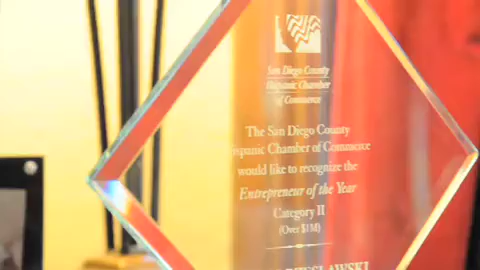 San Diego County
Hispanic Chamber
of Commerce
The San Diego County
Hispanic Chamber of Commerce
would like to recognize the
Entrepreneur of the Year
Category II
(Over $1M)